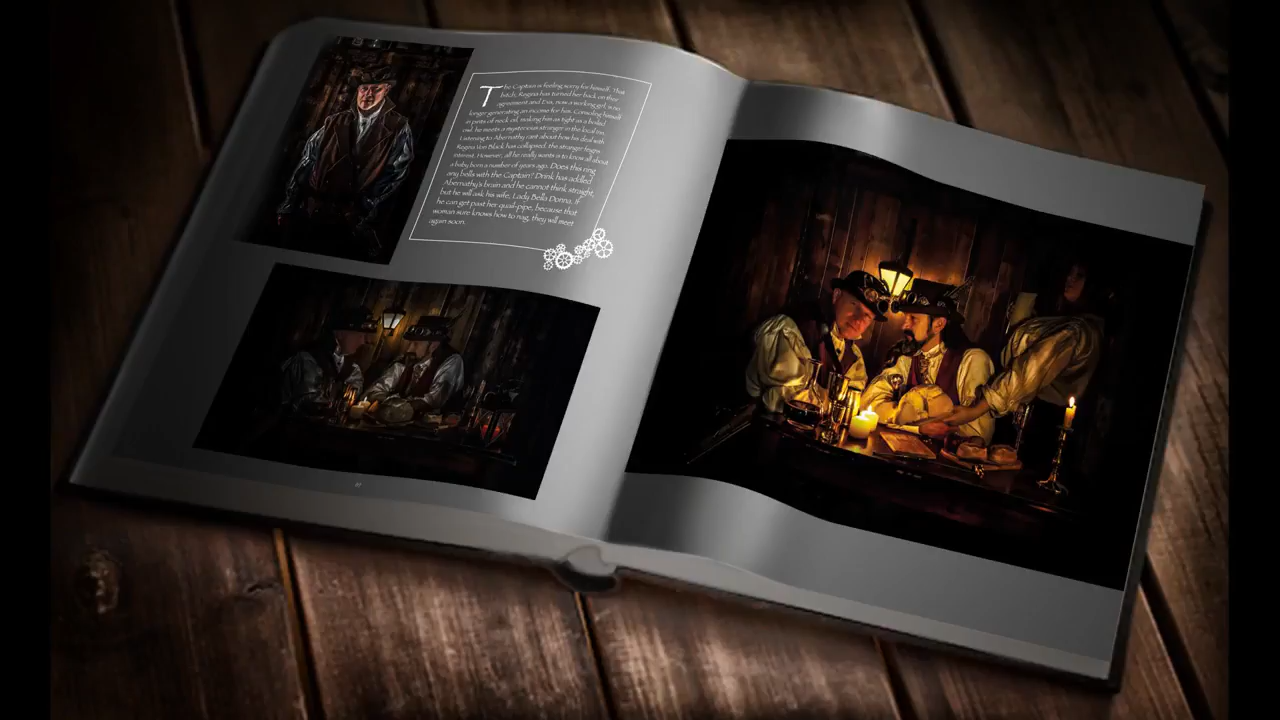 The Captain is feeling sorry for himself. That
bitch, Regina has turned her back on their
agreement and Eva, now a working girl, is no
longer generating an income for him. Consoling himself
in pints of neck oil, making him as tight as a boiled
owl, he meets a mysterious stranger in the local inn.
Listening to Abernathy rant about how his deal with
Regina Von Black has collapsed, the stranger feigns
interest. However, all he really wants is to know all about
a baby born a number of years ago. Does this ring
any bells with the Captain? Drink has addled
Abernathy's brain and he cannot think straight,
but he will ask his wife, Lady Bella Donna, if
he can get past her quail-pipe, because that
woman sure knows how to nag, they will meet
again soon.